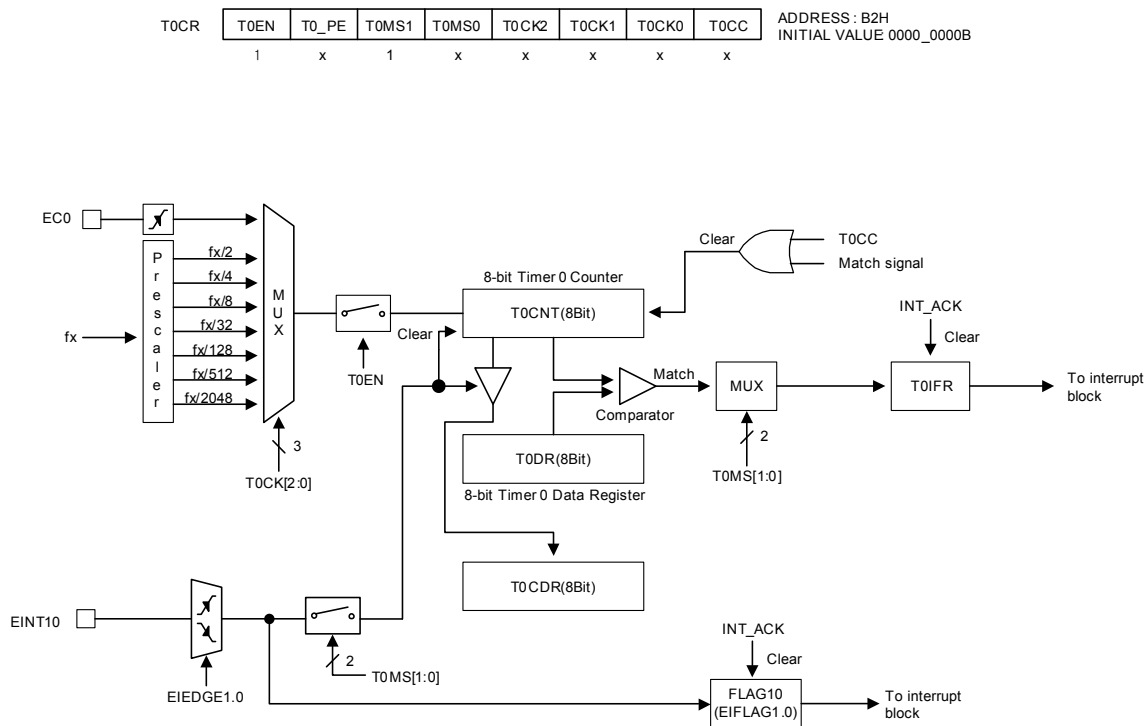 T0CR T0EN T0_PE T0MS1 T0MS0 T0CK2 T0CK1 T0CK0 T0CC
ADDRESS : B2H
INITIAL VALUE 0000_0000B
1 x 1 x x x x x
EC0
Prescaler
fx
fx/2
fx/4
fx/8
fx/32
fx/128
fx/512
fx/2048
MUX
3
T0CK[2:0]
T0EN
Clear
8-bit Timer 0 Counter
T0CNT(8Bit)
Clear
T0CC
Match signal
Comparator
Match
MUX
2
T0MS[1:0]
INT_ACK
Clear
T0IFR
To interrupt
block
T0DR(8Bit)
8-bit Timer 0 Data Register
T0CDR(8Bit)
EINT10
EIEDGE1.0
2
T0MS[1:0]
INT_ACK
Clear
FLAG10
(EIFLAG1.0)
To interrupt
block